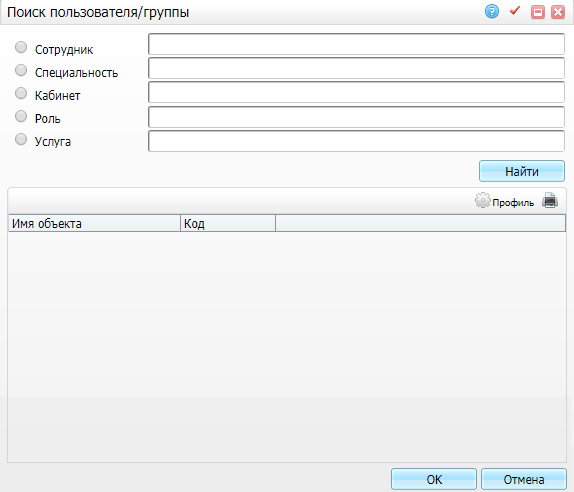 Поиск пользователя/группы
Сотрудник
Специальность
Кабинет
Роль
Услуга
Найти
Профиль
Имя объекта Код
OK Отмена